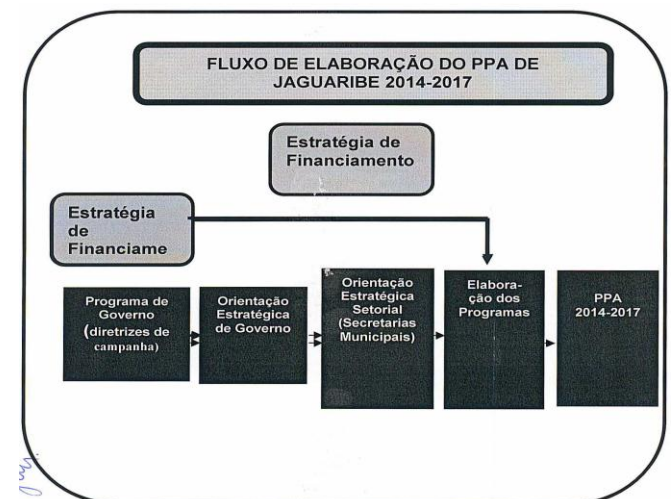 FLUXO DE ELABORAÇÃO DO PPA DE
JAGUARIBE 2014-2017
Estratégia de
Financiamento
Estratégia
de
Financiame
Programa de
Governo
(diretrizes de
campanha)
Orientação
Estratégica
de Governo
Orientação
Estratégica
Setorial
(Secretarias
Municipais)
Elabora-
ção dos
Programas
PPA
2014-2017